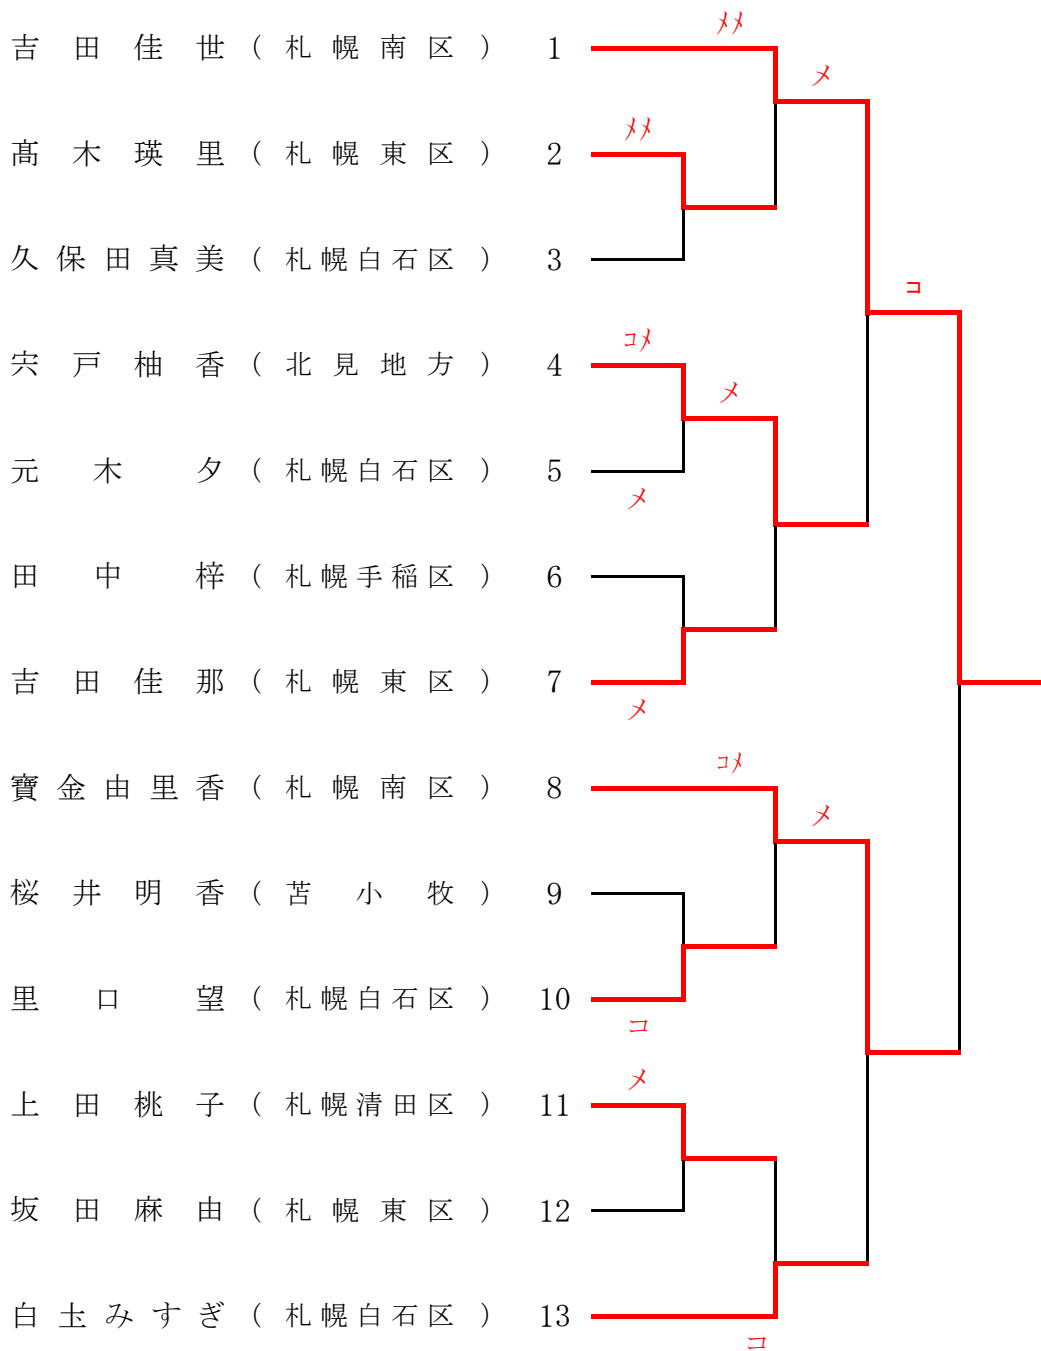 メメ
吉田佳世(札幌南区) 1
メ
メメ
髙木瑛里(札幌東区) 2
久保田真美(札幌白石区) 3
コ
コメ
宍戸柚香(北見地方) 4
メ
元木夕(札幌白石区) 5
メ
田中梓(札幌手稲区) 6
吉田佳那(札幌東区) 7
メ
コメ
寶金由里香(札幌南区) 8
メ
桜井明香(苫小牧) 9
里口望(札幌白石区) 10
コ
メ
上田桃子(札幌清田区) 11
坂田麻由(札幌東区) 12
白圡みすぎ(札幌白石区) 13
コ